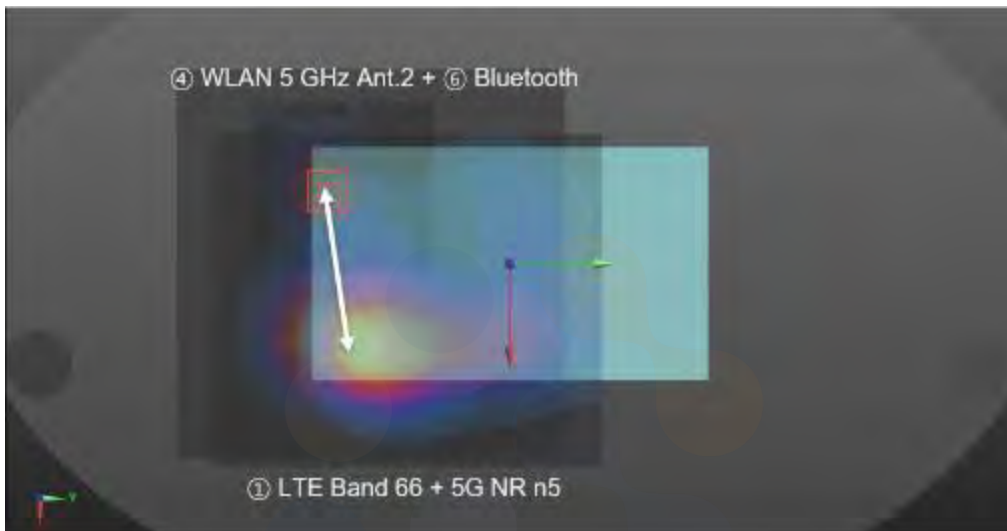 ④ WLAN 5 GHz Ant.2 + ⑥ Bluetooth
① LTE Band 66 + 5G NR n5
Y